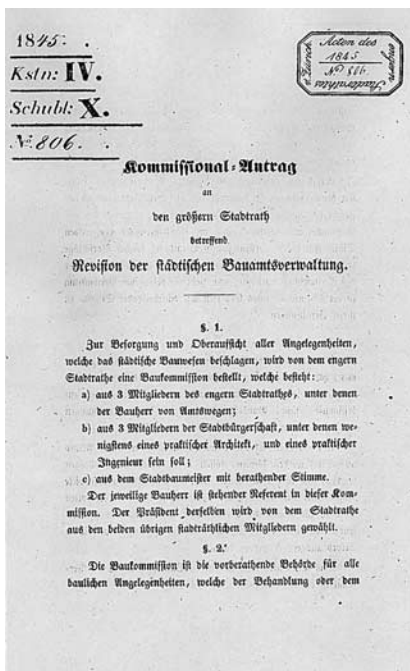 1845.
Kstn: IV.
Schubl: X.
No. 806.
Acten des
engern
Stadtrathes
v. Zürich
1845
No. 806.
Kommissional-Antrag
an
den größern Stadtrath
betreffend
Revision der städtischen Bauamtsverwaltung.
§. 1.
Zur Besorgung und Oberaufsicht aller Angelegenheiten,
welche das städtische Bauwesen beschlagen, wird von dem engern
Stadtrathe eine Baukommission bestellt, welche besteht:
a) aus 3 Mitgliedern des engern Stadtrathes, unter denen
der Bauherr von Amtswegen;
b) aus 3 Mitgliedern der Stadtbürgerschaft, unter denen we-
nigstens eines praktischer Architekt, und eines praktischer
Ingenieur sein soll;
c) aus dem Stadtbaumeister mit berathender Stimme.
Der jeweilige Bauherr ist stehender Referent in dieser Kom-
mission. Der Präsident derselben wird von dem Stadtrathe
aus den beiden übrigen stadträthlichen Mitgliedern gewählt.
§. 2.
Die Baukommission ist die vorberathende Behörde für alle
baulichen Angelegenheiten, welche der Behandlung oder dem